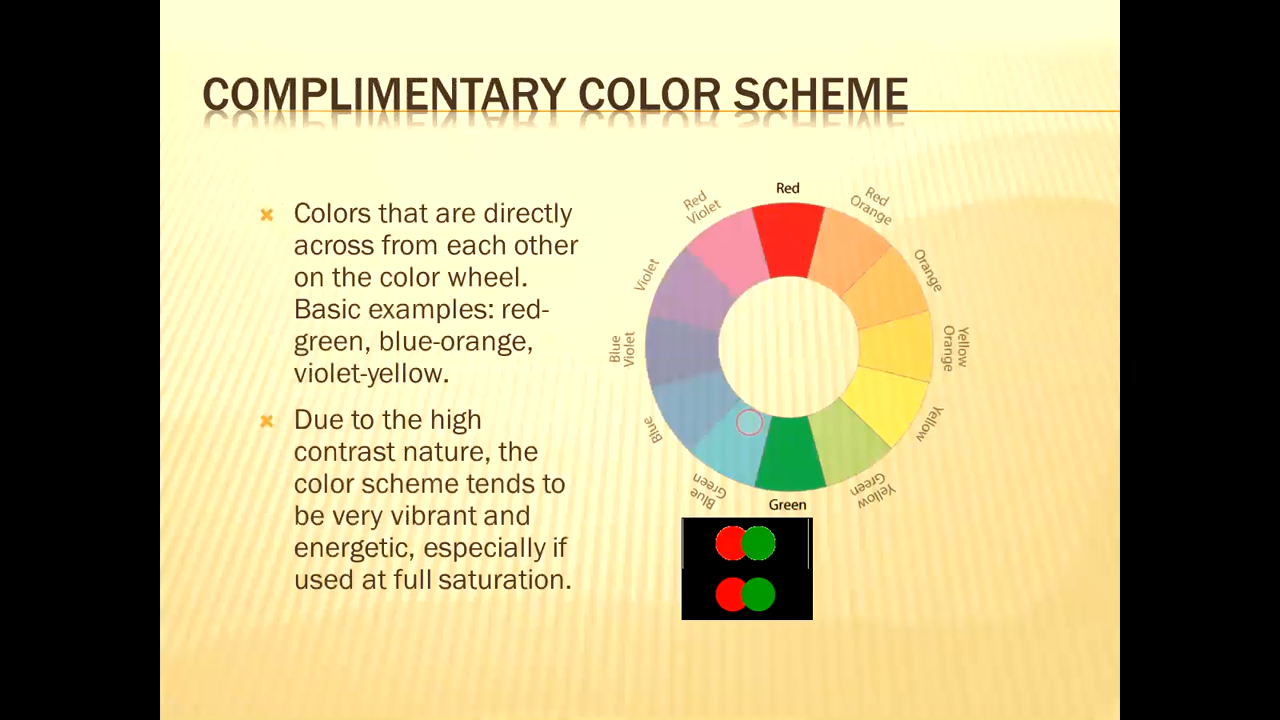 COMPLIMENTARY COLOR SCHEME
Colors that are directly
across from each other
on the color wheel.
Basic examples: red-
green, blue-orange,
violet-yellow.
Due to the high
contrast nature, the
color scheme tends to
be very vibrant and
energetic, especially if
used at full saturation.
Red
Red
Orange
Orange
Yellow
Orange
Yellow
Yellow
Green
Green
Blue
Green
Blue
Blue
Violet
Violet
Red
Violet